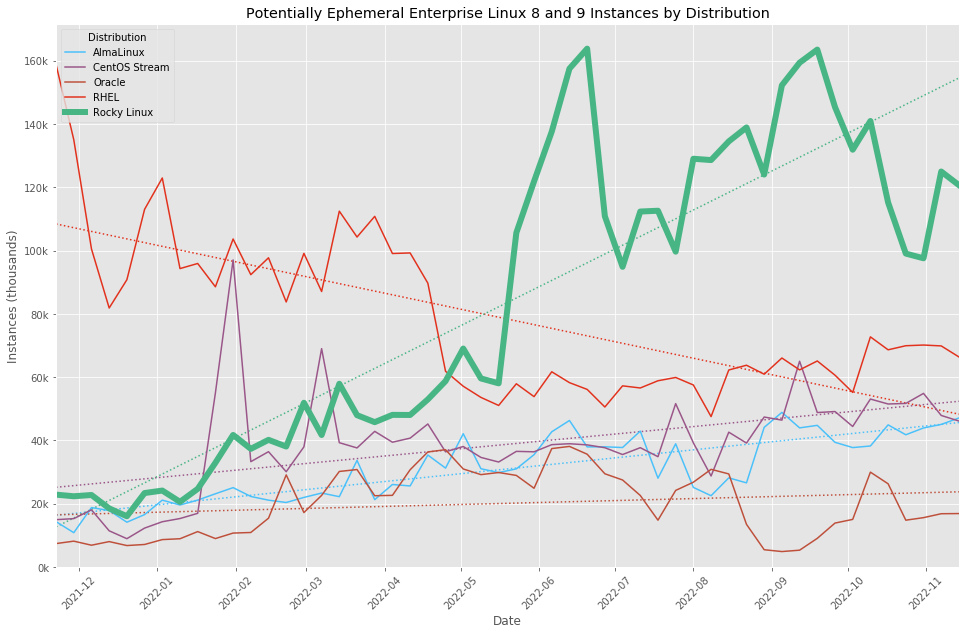 Potentially Ephemeral Enterprise Linux 8 and 9 Instances by Distribution
Distribution
AlmaLinux
CentOS Stream
Oracle
RHEL
Rocky Linux
Instances (thousands)
160k
140k
120k
100k
80k
60k
40k
20k
0k
2021-12
2022-01
2022-02
2022-03
2022-04
2022-05
2022-06
2022-07
2022-08
2022-09
2022-10
2022-11
Date